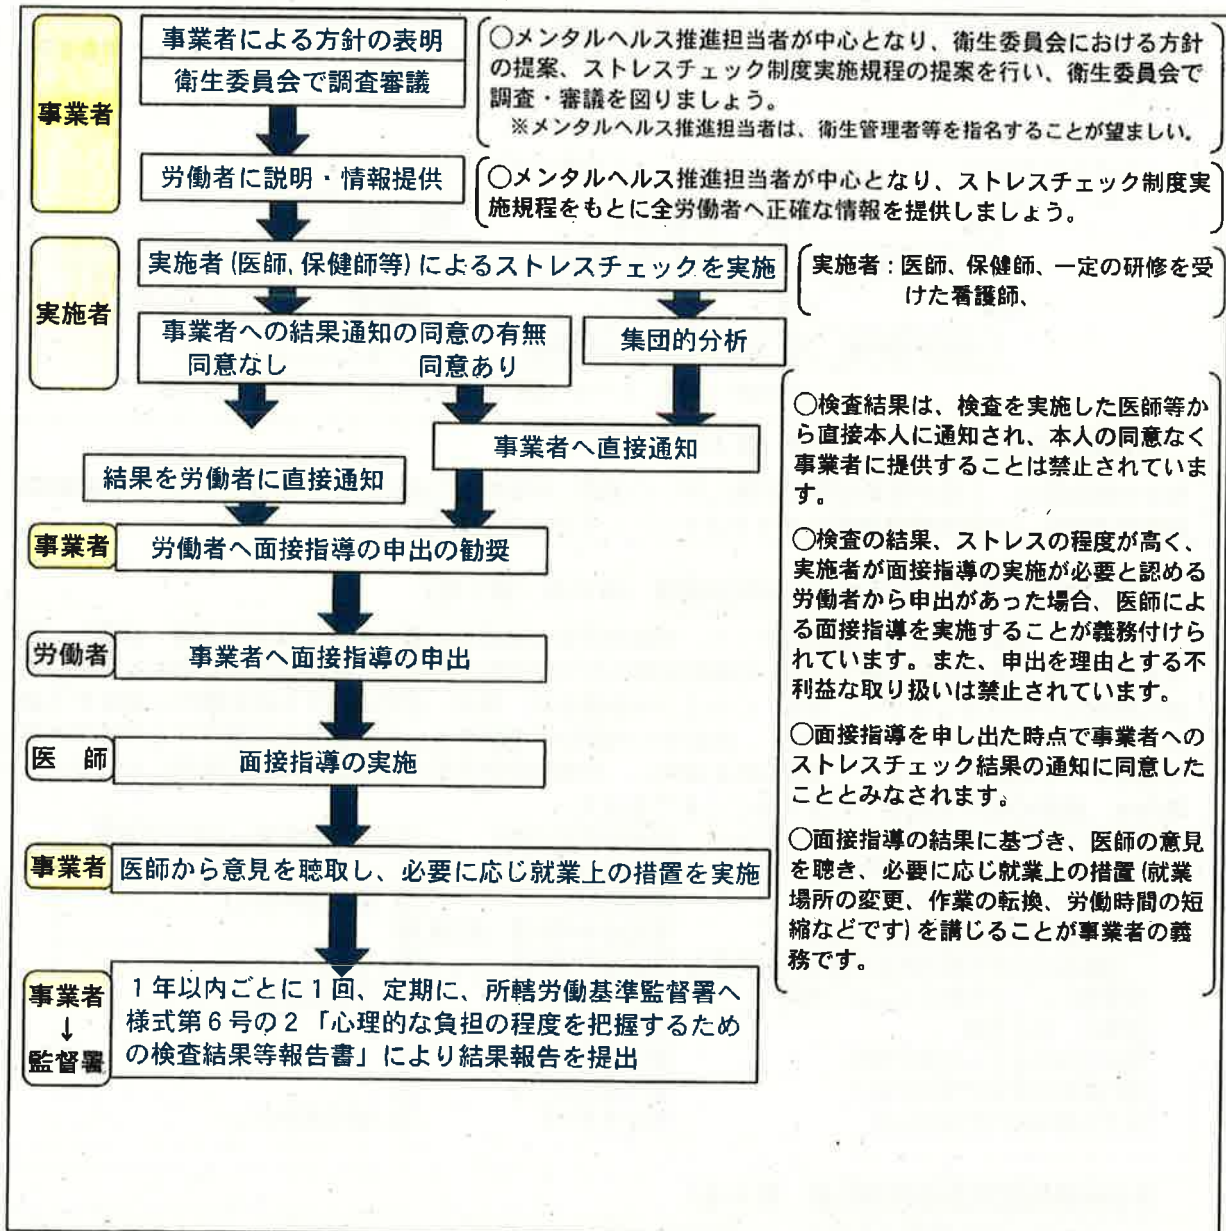 事業者
事業者による方針の表明
衛生委員会で調査審議
○メンタルヘルス推進担当者が中心となり、衛生委員会における方針
の提案、ストレスチェック制度実施規程の提案を行い、衛生委員会で
調査・審議を図りましょう。
※メンタルヘルス推進担当者は、衛生管理者等を指名することが望ましい。
労働者に説明・情報提供
○メンタルヘルス推進担当者が中心となり、ストレスチェック制度実
施規程をもとに全労働者へ正確な情報を提供しましょう。
実施者
実施者(医師、保健師等)によるストレスチェックを実施
実施者：医師、保健師、一定の研修を受
けた看護師、
事業者への結果通知の同意の有無
同意なし 同意あり
集団的分析
事業者へ直接通知
結果を労働者に直接通知
○検査結果は、検査を実施した医師等か
ら直接本人に通知され、本人の同意なく
事業者に提供することは禁止されていま
す。
事業者
労働者へ面接指導の申出の勧奨
○検査の結果、ストレスの程度が高く、
実施者が面接指導の実施が必要と認める
労働者から申出があった場合、医師によ
る面接指導を実施することが義務付けら
れています。また、申出を理由とする不
利益な取り扱いは禁止されています。
労働者
事業者へ面接指導の申出
医 師
面接指導の実施
○面接指導を申し出た時点で事業者への
ストレスチェック結果の通知に同意した
こととみなされます。
事業者
医師から意見を聴取し、必要に応じ就業上の措置を実施
○面接指導の結果に基づき、医師の意見
を聴き、必要に応じ就業上の措置(就業
場所の変更、作業の転換、労働時間の短
縮などです)を講じることが事業者の義
務です。
事業者
↓
監督署
１年以内ごとに１回、定期に、所轄労働基準監督署へ
様式第６号の２「心理的な負担の程度を把握するため
の検査結果等報告書」により結果報告を提出